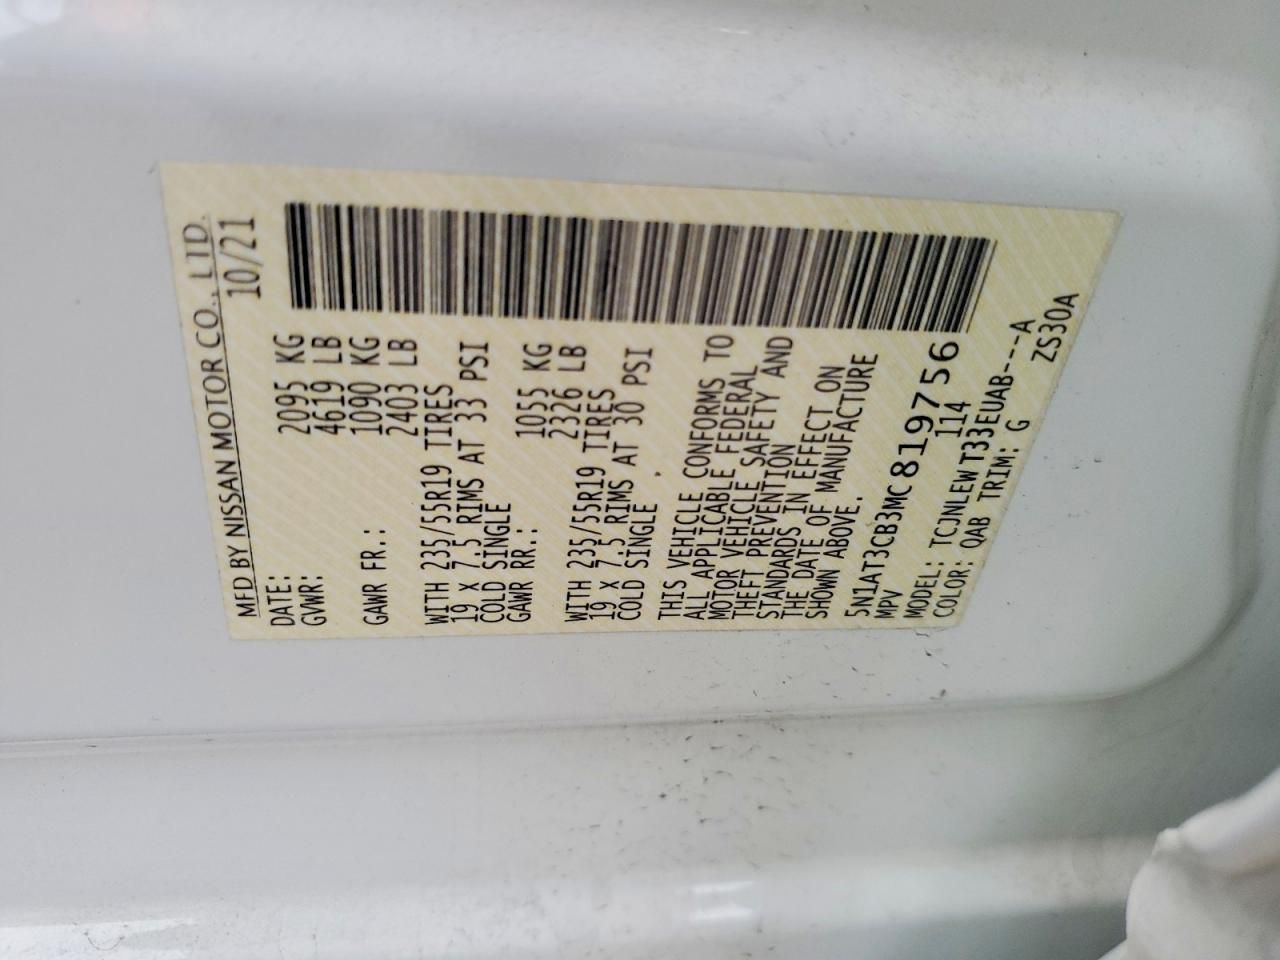 MFD BY NISSAN MOTOR CO., LTD.
DATE: 10/21
GVWR: 2095 KG
4619 LB
GAWR FR.: 1090 KG
2403 LB
WITH 235/55R19 TIRES
19 X 7.5 RIMS AT 33 PSI
COLD SINGLE
GAWR RR.: 1055 KG
2326 LB
WITH 235/55R19 TIRES
19 X 7.5 RIMS AT 30 PSI
COLD SINGLE
THIS VEHICLE CONFORMS TO
ALL APPLICABLE FEDERAL
MOTOR VEHICLE SAFETY AND
THEFT PREVENTION
STANDARDS IN EFFECT ON
THE DATE OF MANUFACTURE
SHOWN ABOVE.
5N1AT3CB3MC819756
MPV 114
MODEL: TCJNLEWT33EUAB---A
COLOR: QAB TRIM: G ZS30A